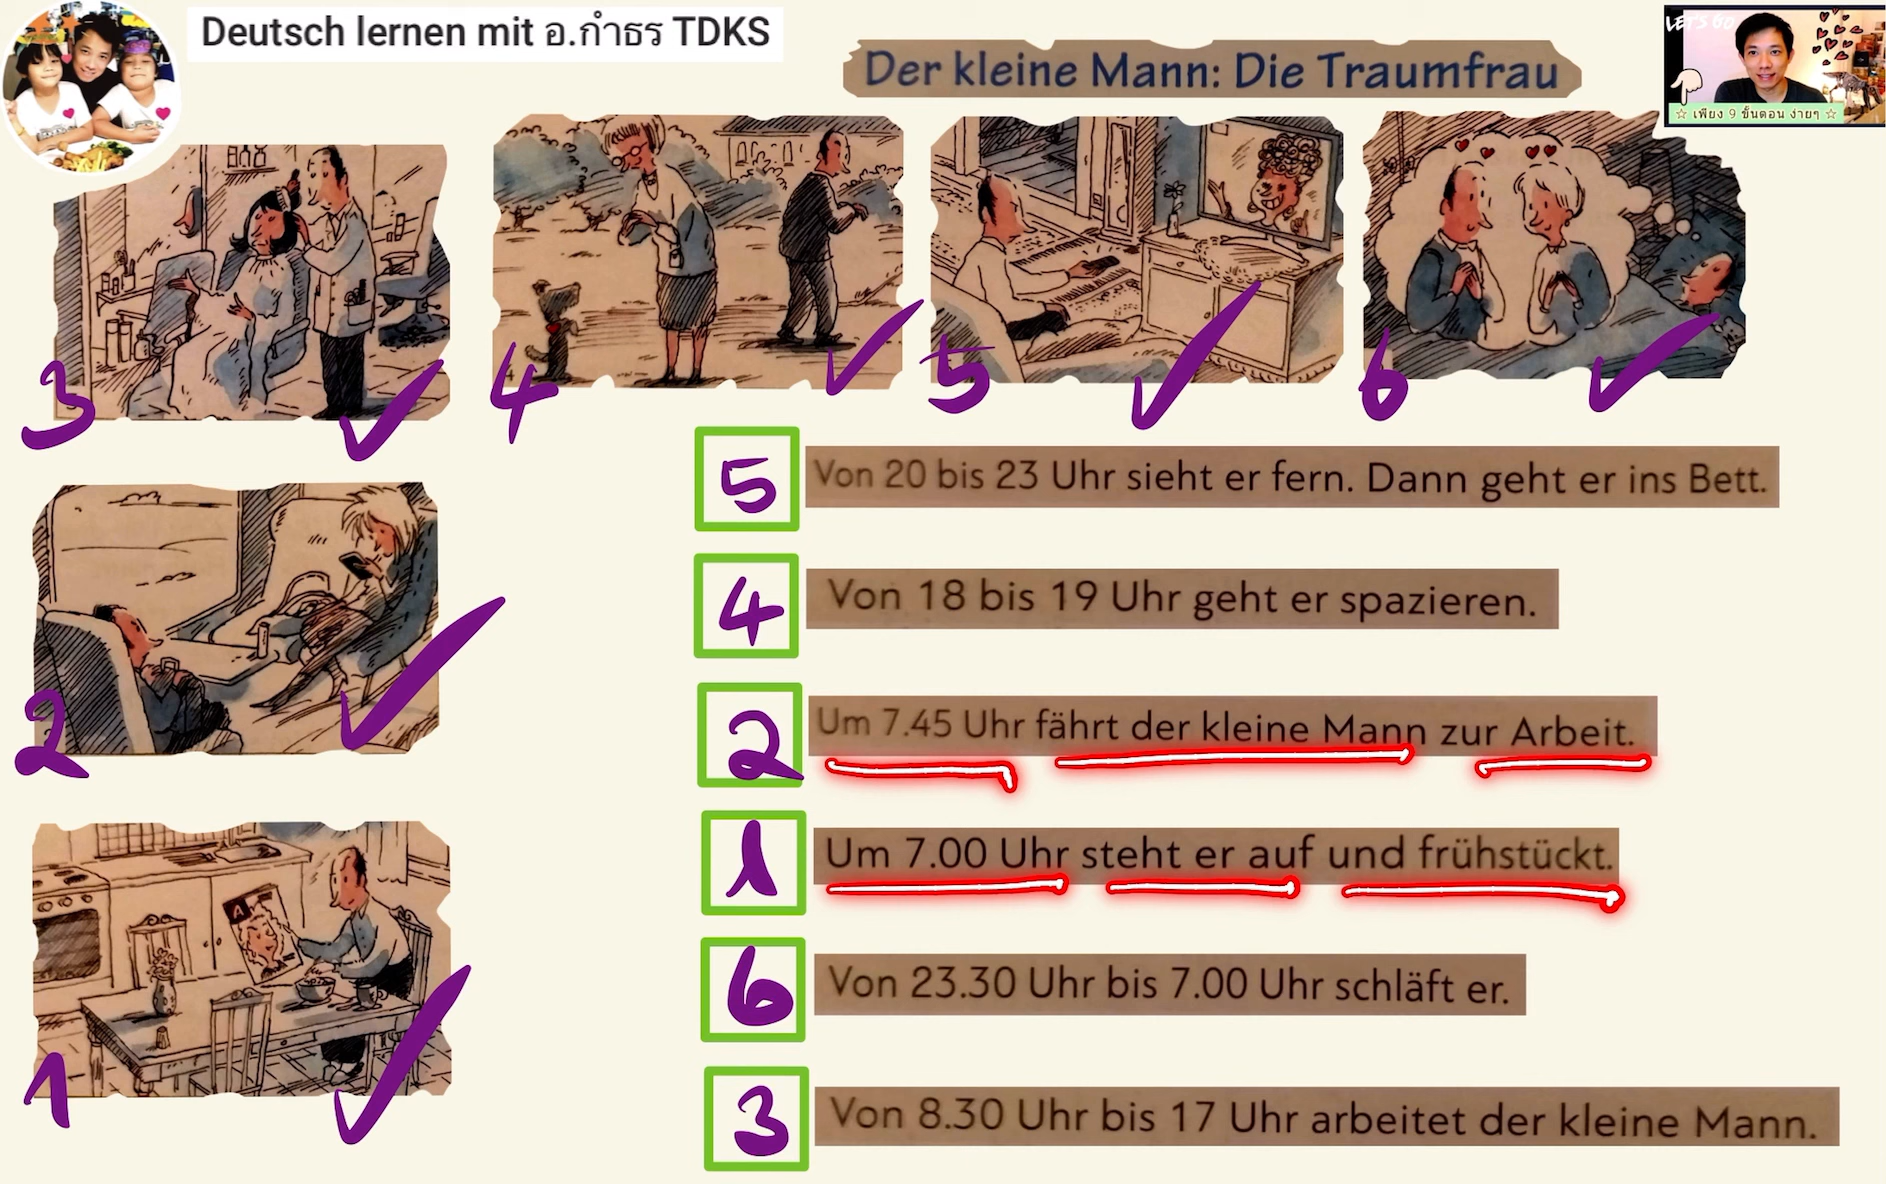 Deutsch lernen mit อ.กำธร TDKS
Der kleine Mann: Die Traumfrau
LET'S GO
☆ เพียง 9 ขั้นตอน ง่ายๆ ☆
3
4
5
6
2
A
1
5 Von 20 bis 23 Uhr sieht er fern. Dann geht er ins Bett.
4 Von 18 bis 19 Uhr geht er spazieren.
2 Um 7.45 Uhr fährt der kleine Mann zur Arbeit.
1 Um 7.00 Uhr steht er auf und frühstückt.
6 Von 23.30 Uhr bis 7.00 Uhr schläft er.
3 Von 8.30 Uhr bis 17 Uhr arbeitet der kleine Mann.